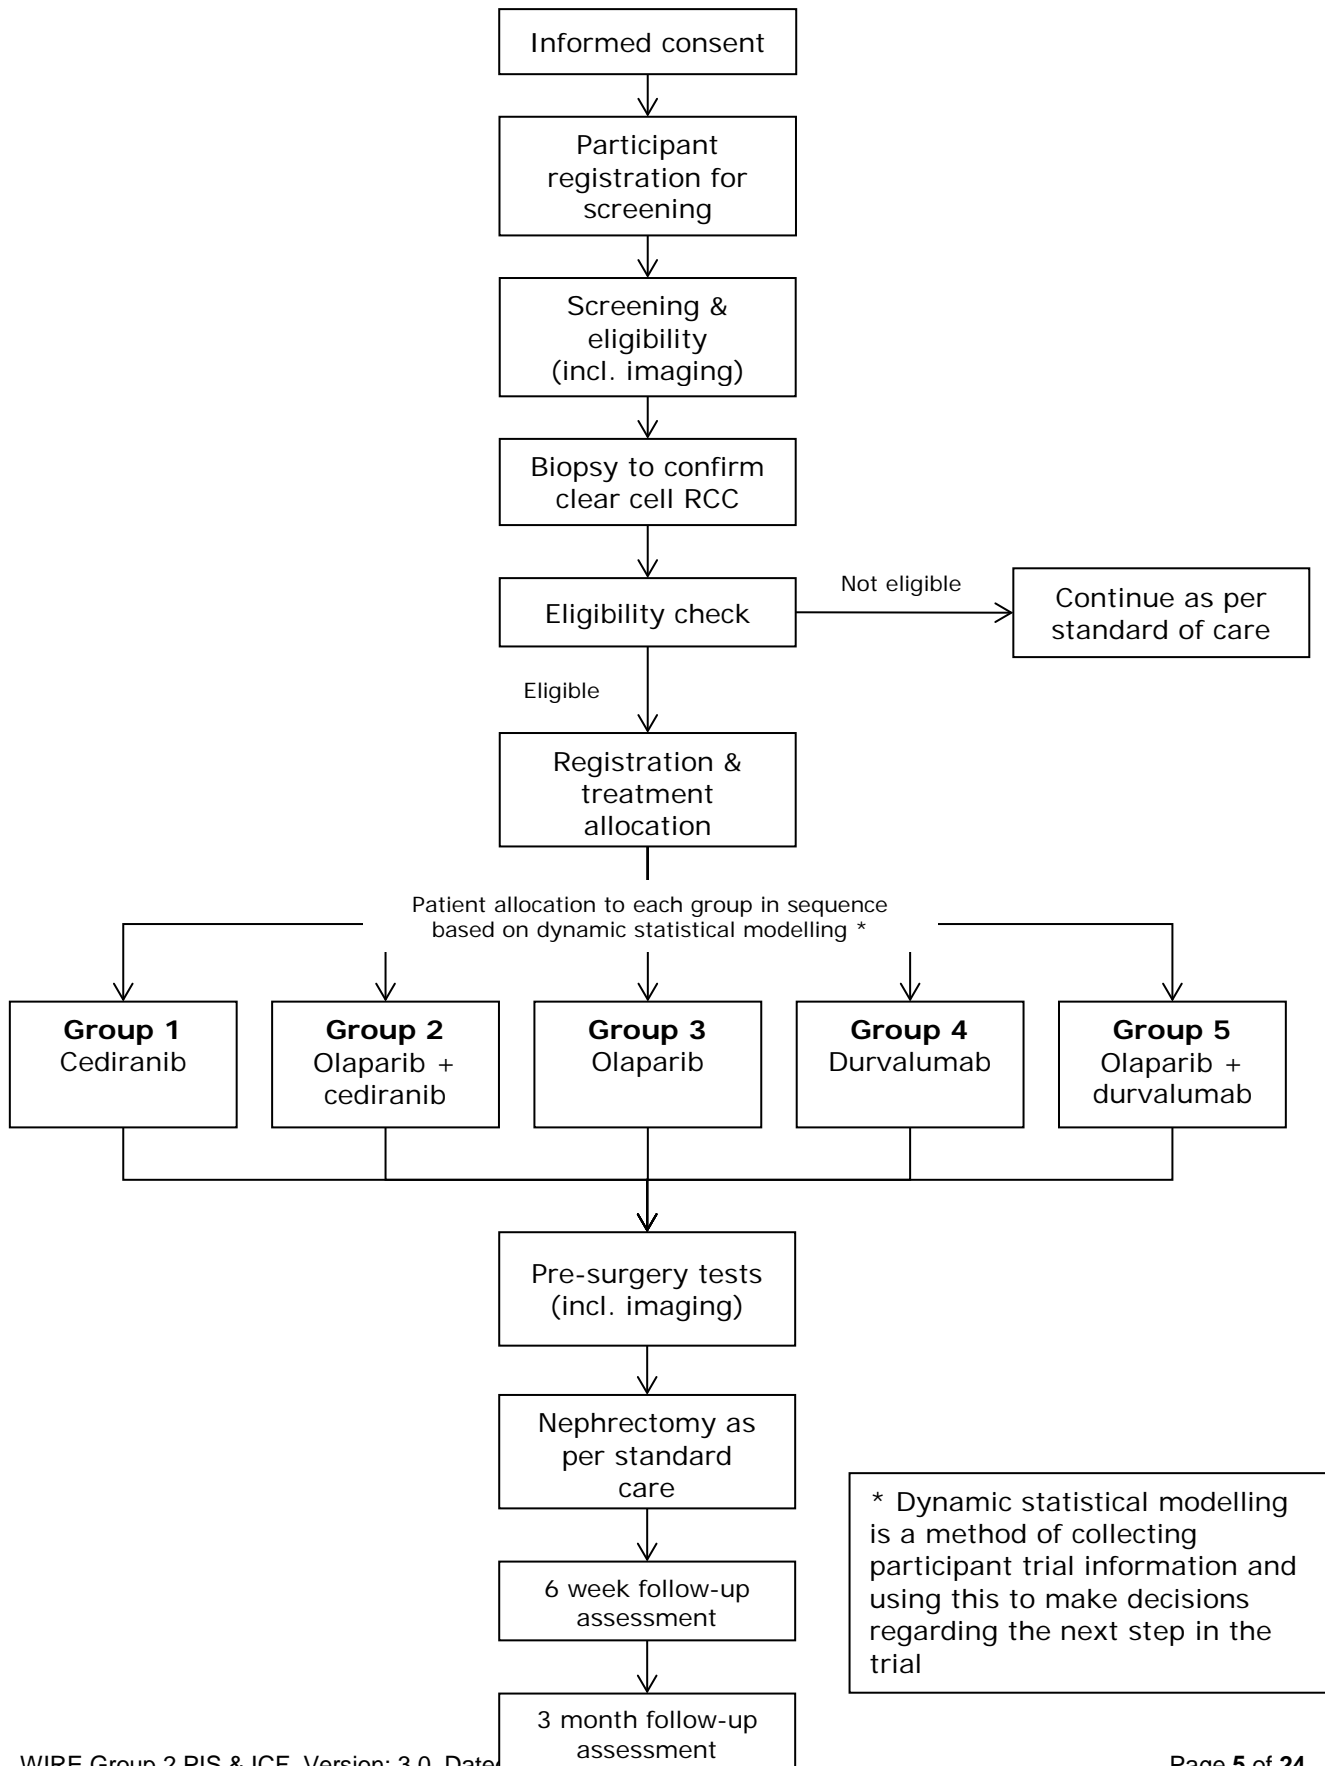 Informed consent
Participant
registration for
screening
Screening &
eligibility
(incl. imaging)
Biopsy to confirm
clear cell RCC
Eligibility check
Not eligible
Continue as per
standard of care
Eligible
Registration &
treatment
allocation
Patient allocation to each group in sequence
based on dynamic statistical modelling *
Group 1
Cediranib
Group 2
Olaparib +
cediranib
Group 3
Olaparib
Group 4
Durvalumab
Group 5
Olaparib +
durvalumab
Pre-surgery tests
(incl. imaging)
Nephrectomy as
per standard
care
* Dynamic statistical modelling
is a method of collecting
participant trial information and
using this to make decisions
regarding the next step in the
trial
6 week follow-up
assessment
3 month follow-up
assessment
WIRE Group 2 PIS & ICF, Version: 3.0, Date
Page 5 of 24